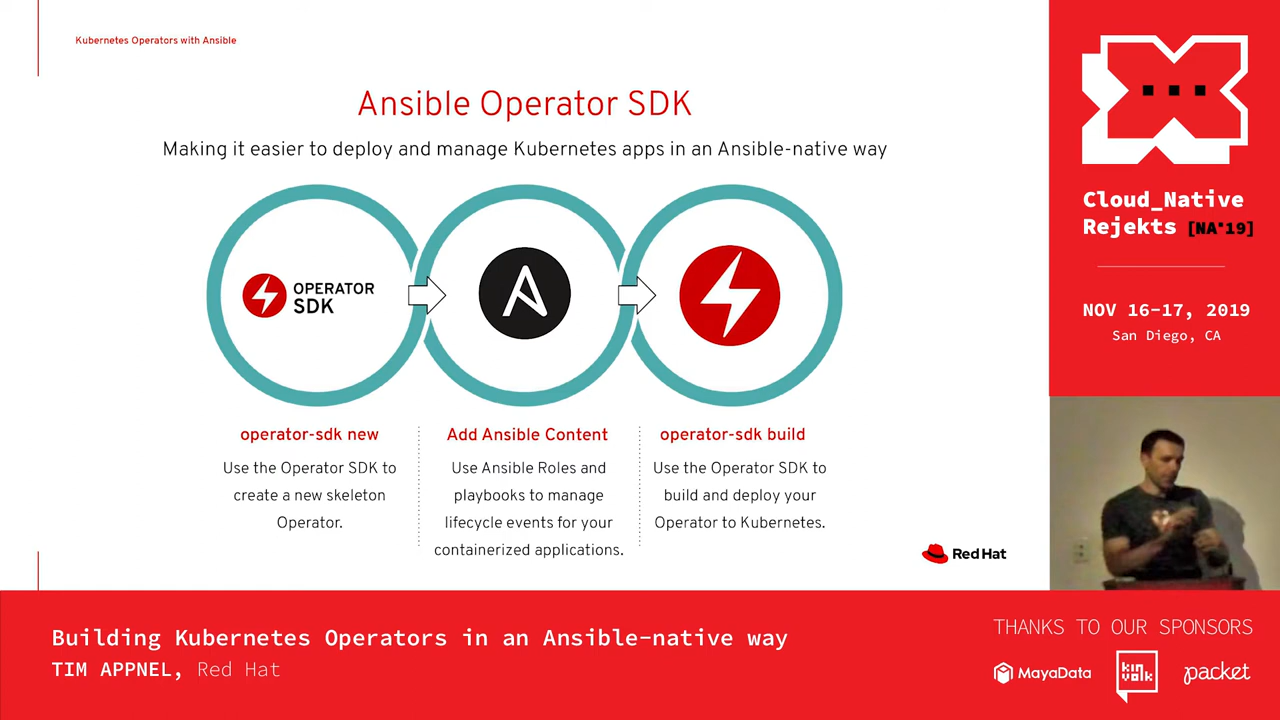 Kubernetes Operators with Ansible
Ansible Operator SDK
Making it easier to deploy and manage Kubernetes apps in an Ansible-native way
OPERATOR
SDK
operator-sdk new
Use the Operator SDK to
create a new skeleton
Operator.
Add Ansible Content
Use Ansible Roles and
playbooks to manage
lifecycle events for your
containerized applications.
operator-sdk build
Use the Operator SDK to
build and deploy your
Operator to Kubernetes.
Red Hat
Cloud_Native
Rejekts [NA'19]
NOV 16-17, 2019
San Diego, CA
Building Kubernetes Operators in an Ansible-native way
TIM APPNEL, Red Hat
THANKS TO OUR SPONSORS
MayaData
kin
volk
packet